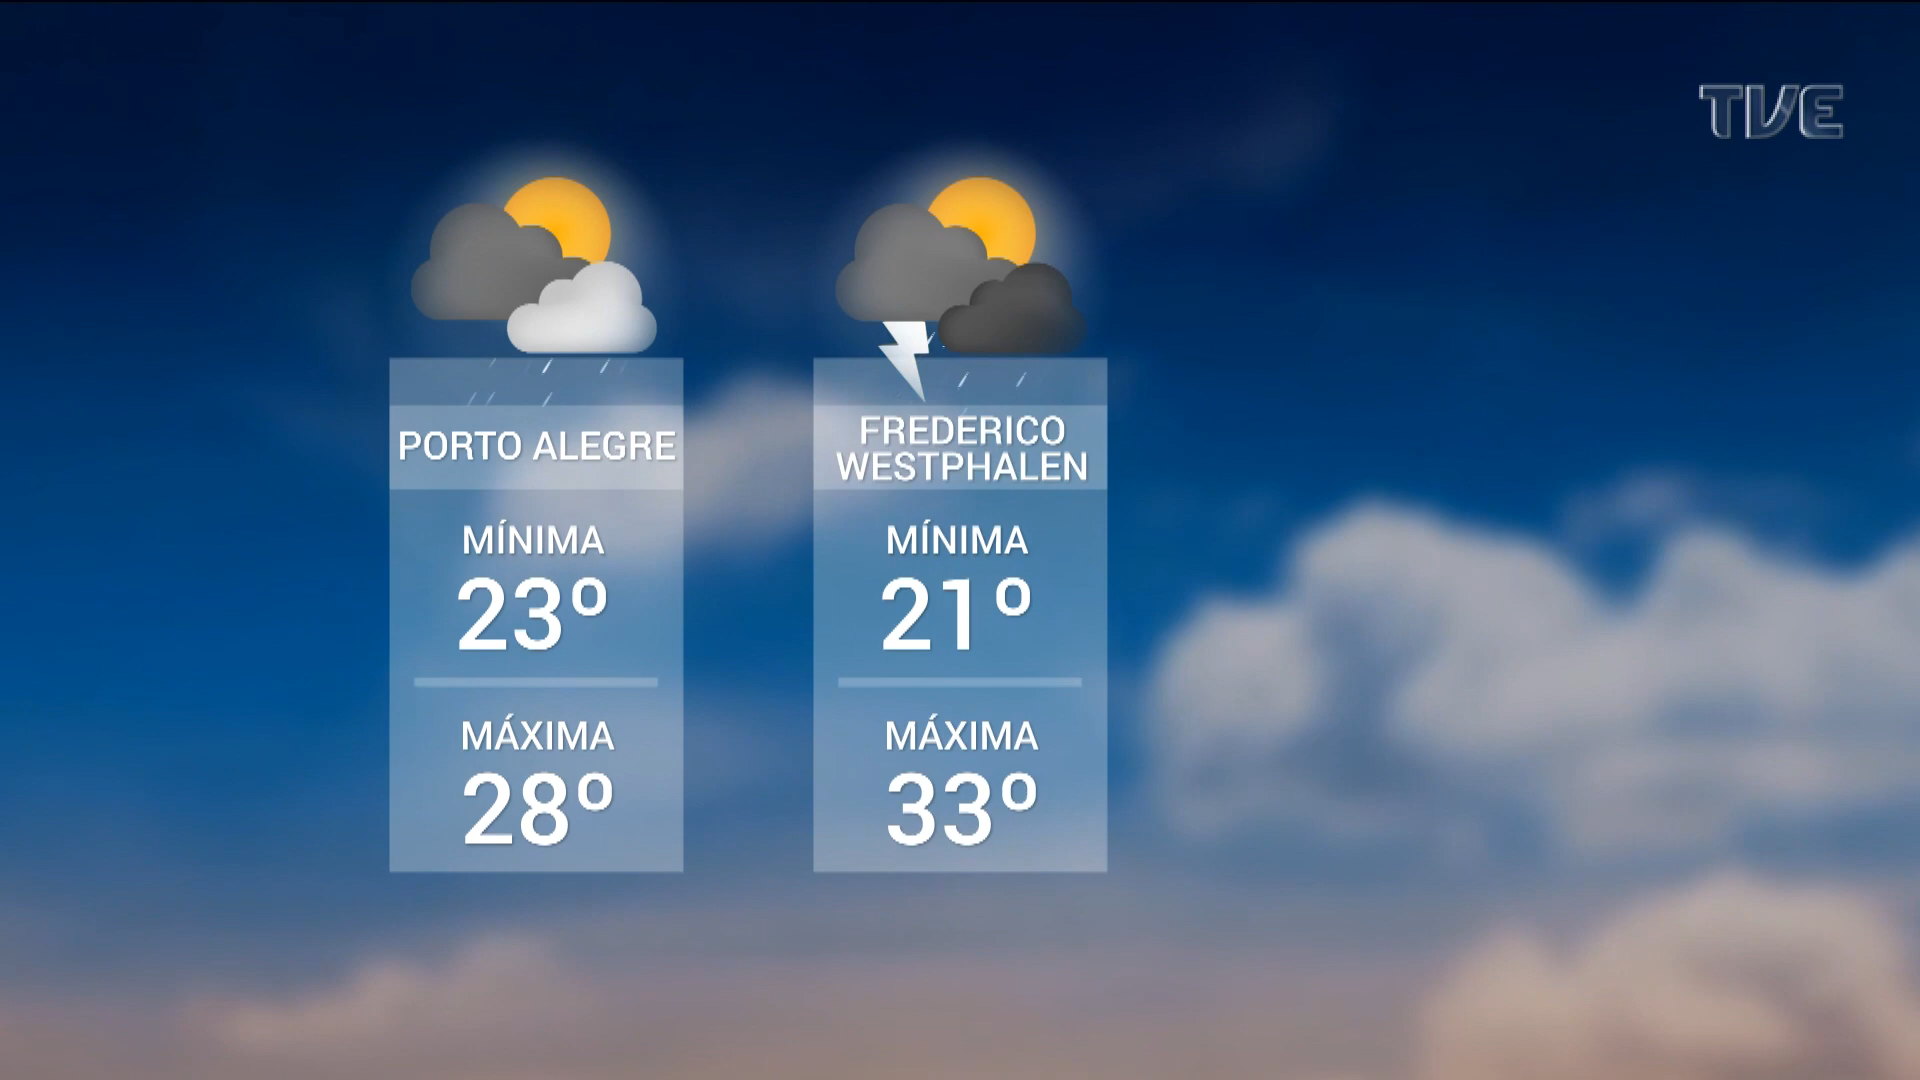 TVE
PORTO ALEGRE
MÍNIMA
23º
MÁXIMA
28º
FREDERICO
WESTPHALEN
MÍNIMA
21º
MÁXIMA
33º